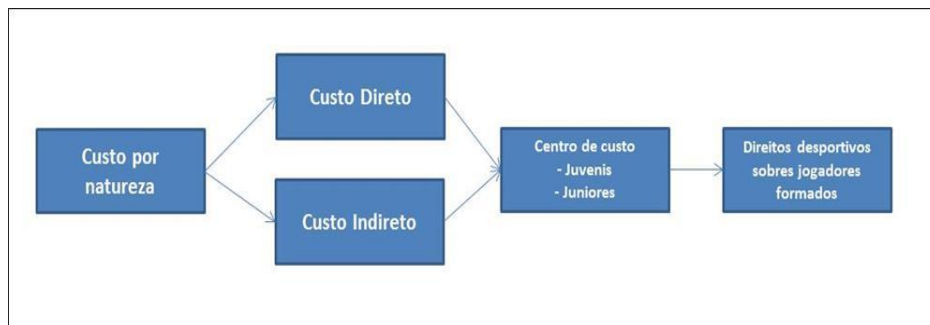 Custo por
natureza
Custo Direto
Custo Indireto
Centro de custo
- Juvenis
- Juniores
Direitos desportivos
sobres jogadores
formados